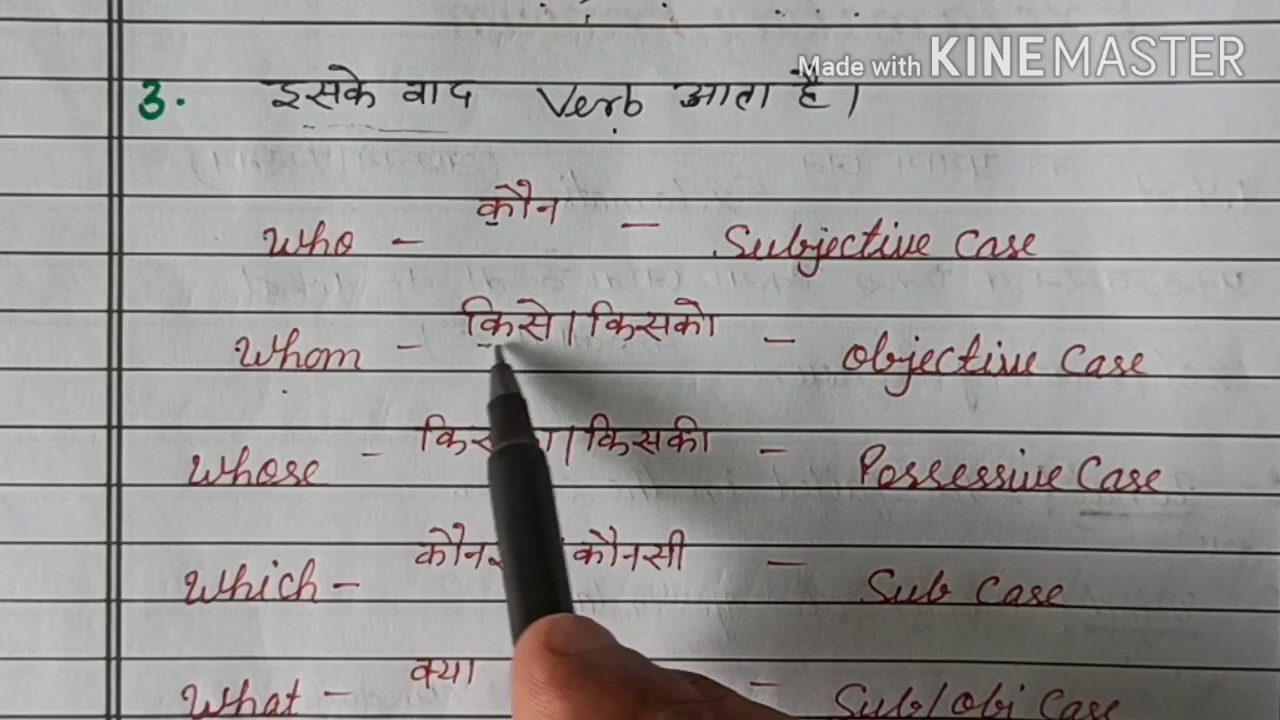 Made with KINEMASTER
3. इसके बाद Verb आता है।
Who - कौन - Subjective Case
Whom - किसे। किसको - Objective Case
Whose - । किसकी - Possessive Case
Which - कौनसी - Sub Case
What - क्या - Sub/obj Case